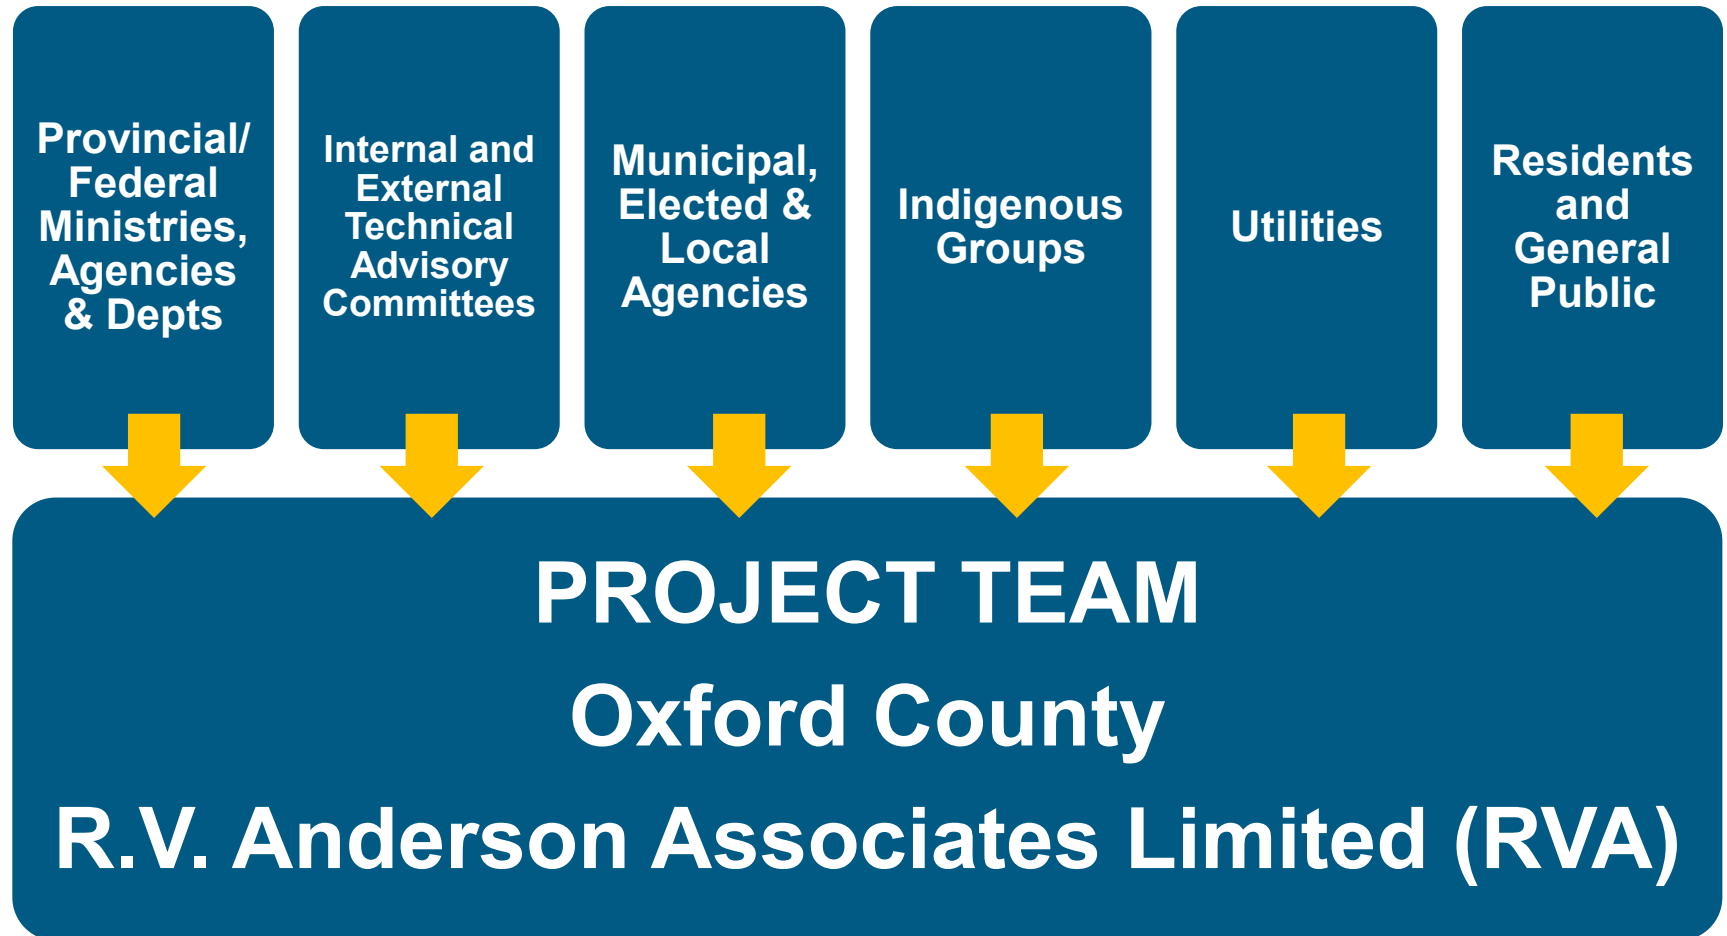 Provincial/
Federal
Ministries,
Agencies
& Depts
Internal and
External
Technical
Advisory
Committees
Municipal,
Elected &
Local
Agencies
Indigenous
Groups
Utilities
Residents
and
General
Public
PROJECT TEAM
Oxford County
R.V. Anderson Associates Limited (RVA)